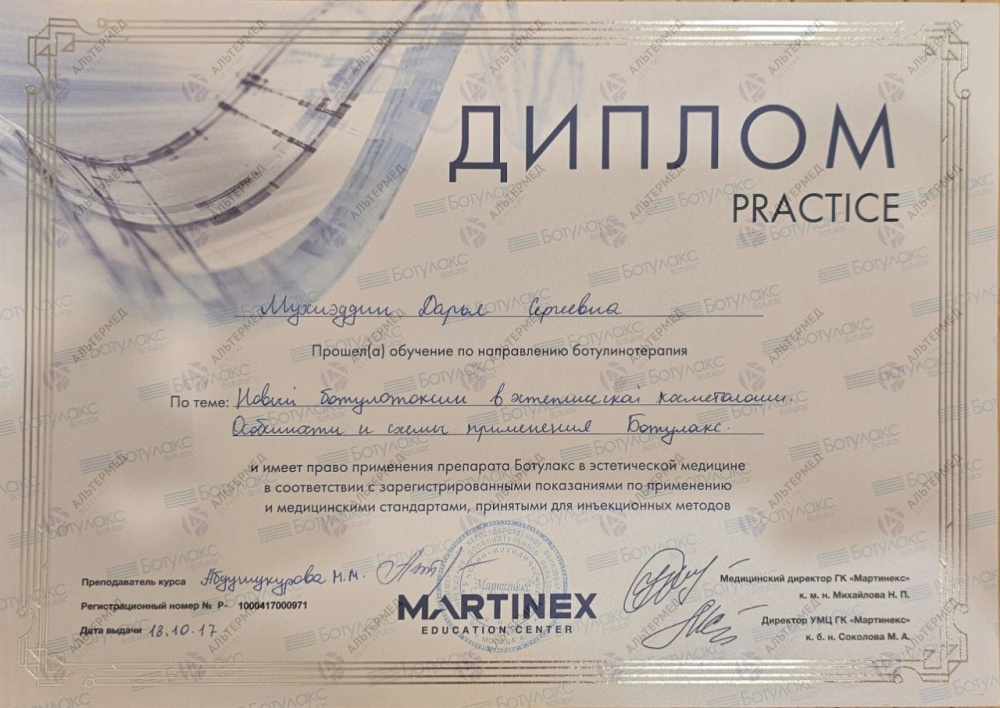 ДИПЛОМ
PRACTICE
Мухиэддин Дарья Сергеевна
Прошел(а) обучение по направлению ботулинотерапия
По теме: Новый ботулотоксин в эстетической косметологии.
Особенности и схемы применения Ботулакс.
и имеет право применения препарата Ботулакс в эстетической медицине
в соответствии с зарегистрированными показаниями по применению
и медицинскими стандартами, принятыми для инъекционных методов
Преподаватель курса Абдушукурова Н.М.
Регистрационный номер № Р- 1000417000971
Дата выдачи 18.10.17
Мартинекс
MARTINEX
EDUCATION CENTER
Медицинский директор ГК «Мартинекс»
к. м. н. Михайлова Н. П.
Директор УМЦ ГК «Мартинекс»
к. б. н. Соколова М. А.
Ботулакс
АЛЬТЕРМЕД